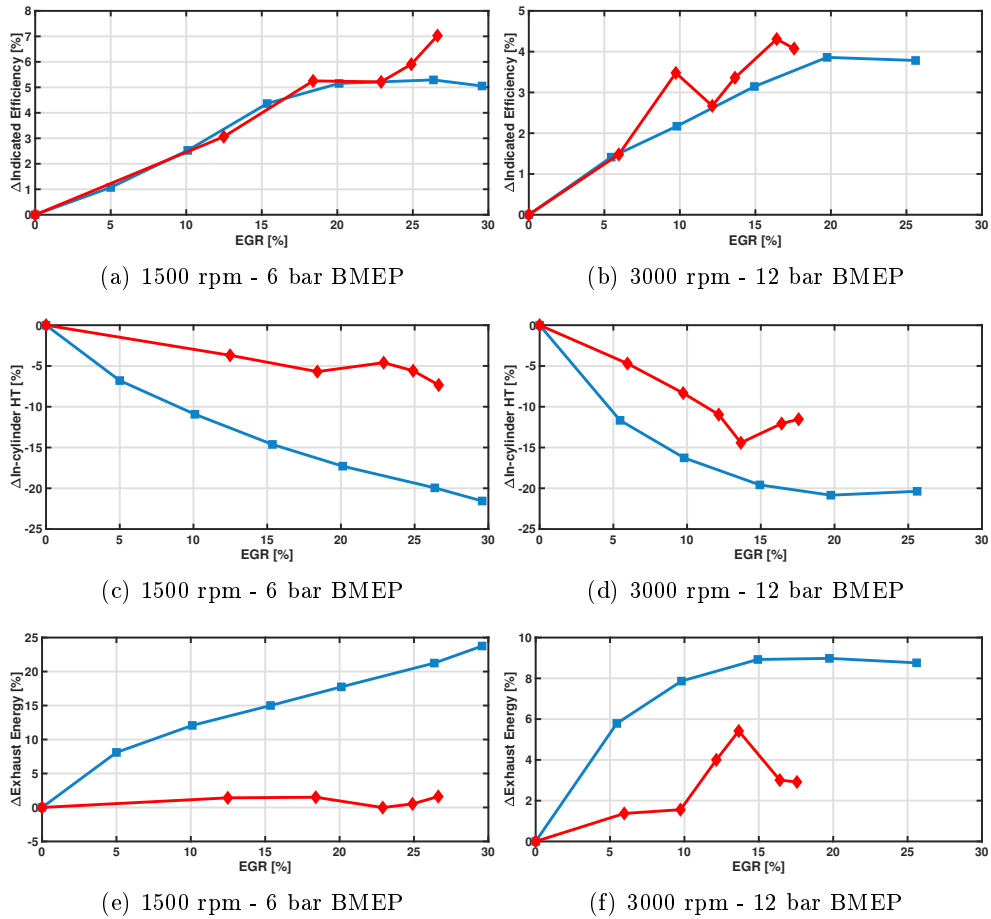 8
7
6
5
4
3
2
1
0
ΔIndicated Efficiency [%]
0 5 10 15 20 25 30
EGR [%]
(a) 1500 rpm - 6 bar BMEP
5
4
3
2
1
0
ΔIndicated Efficiency [%]
0 5 10 15 20 25 30
EGR [%]
(b) 3000 rpm - 12 bar BMEP
0
-5
-10
-15
-20
-25
ΔIn-cylinder HT [%]
0 5 10 15 20 25 30
EGR [%]
(c) 1500 rpm - 6 bar BMEP
0
-5
-10
-15
-20
-25
ΔIn-cylinder HT [%]
0 5 10 15 20 25 30
EGR [%]
(d) 3000 rpm - 12 bar BMEP
25
20
15
10
5
0
-5
ΔExhaust Energy [%]
0 5 10 15 20 25 30
EGR [%]
(e) 1500 rpm - 6 bar BMEP
10
8
6
4
2
0
ΔExhaust Energy [%]
0 5 10 15 20 25 30
EGR [%]
(f) 3000 rpm - 12 bar BMEP